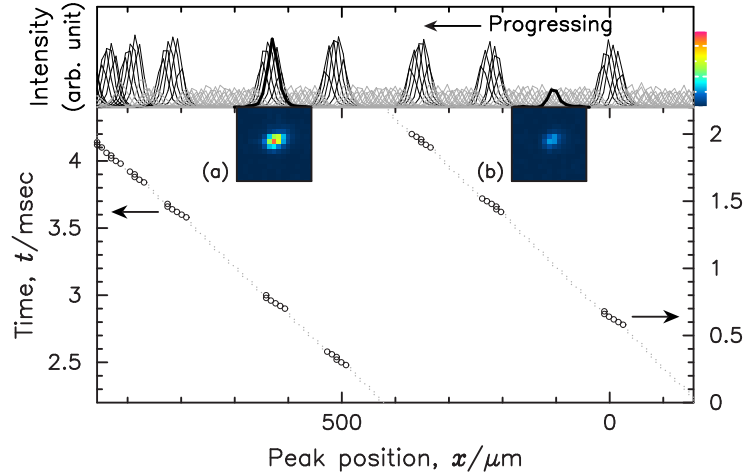 Progressing
Intensity
(arb. unit)
(a)
(b)
Time, t/msec
4
3.5
3
2.5
2
1.5
1
0.5
0
500
0
Peak position, x/μm